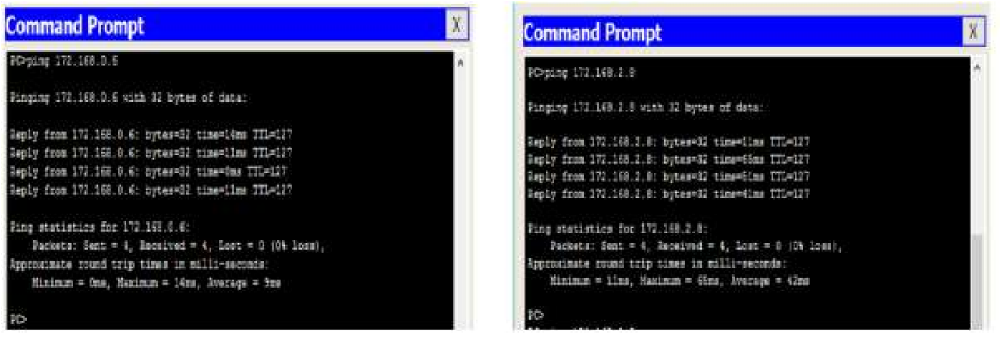 Command Prompt X
PC>ping 172.168.0.6
Pinging 172.168.0.6 with 32 bytes of data:
Reply from 172.168.0.6: bytes=32 time=14ms TTL=127
Reply from 172.168.0.6: bytes=32 time=11ms TTL=127
Reply from 172.168.0.6: bytes=32 time=0ms TTL=127
Reply from 172.168.0.6: bytes=32 time=11ms TTL=127
Ping statistics for 172.168.0.6:
Packets: Sent = 4, Received = 4, Lost = 0 (0% loss),
Approximate round trip times in milli-seconds:
Minimum = 0ms, Maximum = 14ms, Average = 9ms
PC>
Command Prompt X
PC>ping 172.168.2.8
Pinging 172.168.2.8 with 32 bytes of data:
Reply from 172.168.2.8: bytes=32 time=11ms TTL=127
Reply from 172.168.2.8: bytes=32 TTL=127
Reply from 172.168.2.8: bytes=32 TTL=127
Reply from 172.168.2.8: bytes=32 time=41ms TTL=127
Ping statistics for 172.168.2.8:
Packets: Sent = 4, Received = 4, Lost = 0 (0% loss),
Approximate round trip times in milli-seconds:
Minimum = 11ms, Maximum = Average = 42ms
PC>